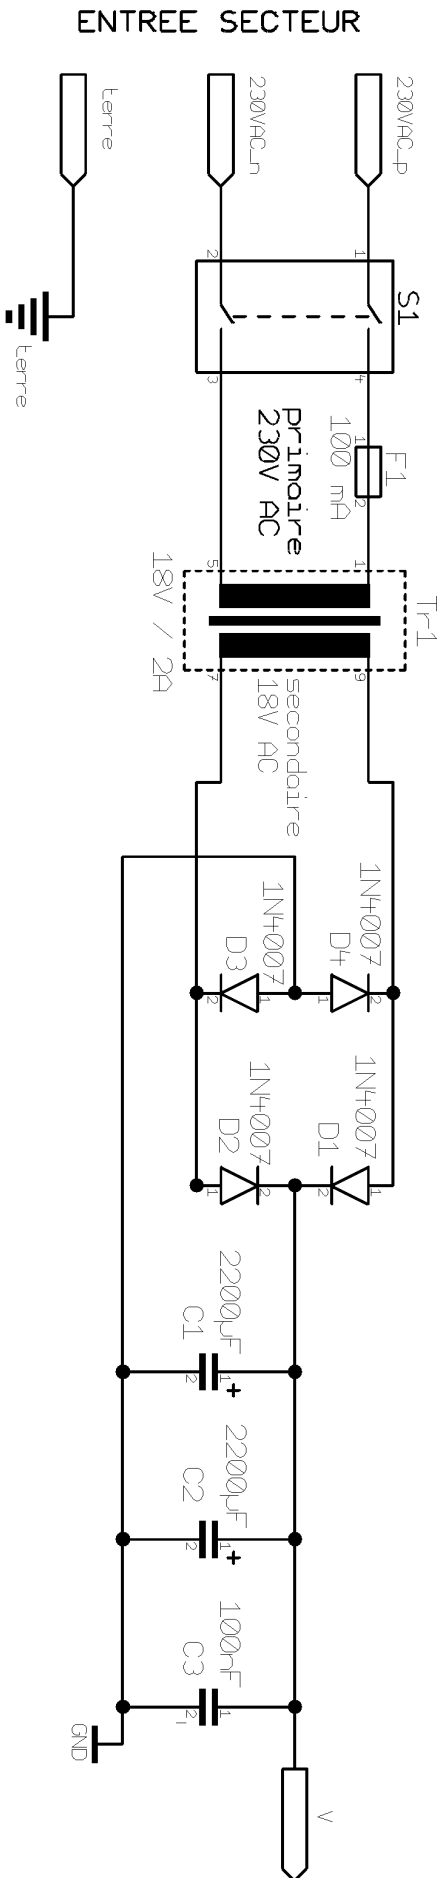 ENTREE SECTEUR
230VAC_p
230VAC_n
terre
terre
S1
1
2
4
3
F1
1
2
100 mA
primaire
230V AC
Tr1
1
5
9
7
18V / 2A
secondaire
18V AC
1N4007
D4
2
1
1N4007
D3
1
2
1N4007
D1
1
2
1N4007
D2
2
1
2200µF
C1
1
2
+
2200µF
C2
1
2
+
100nF
C3
1
2
GND
V